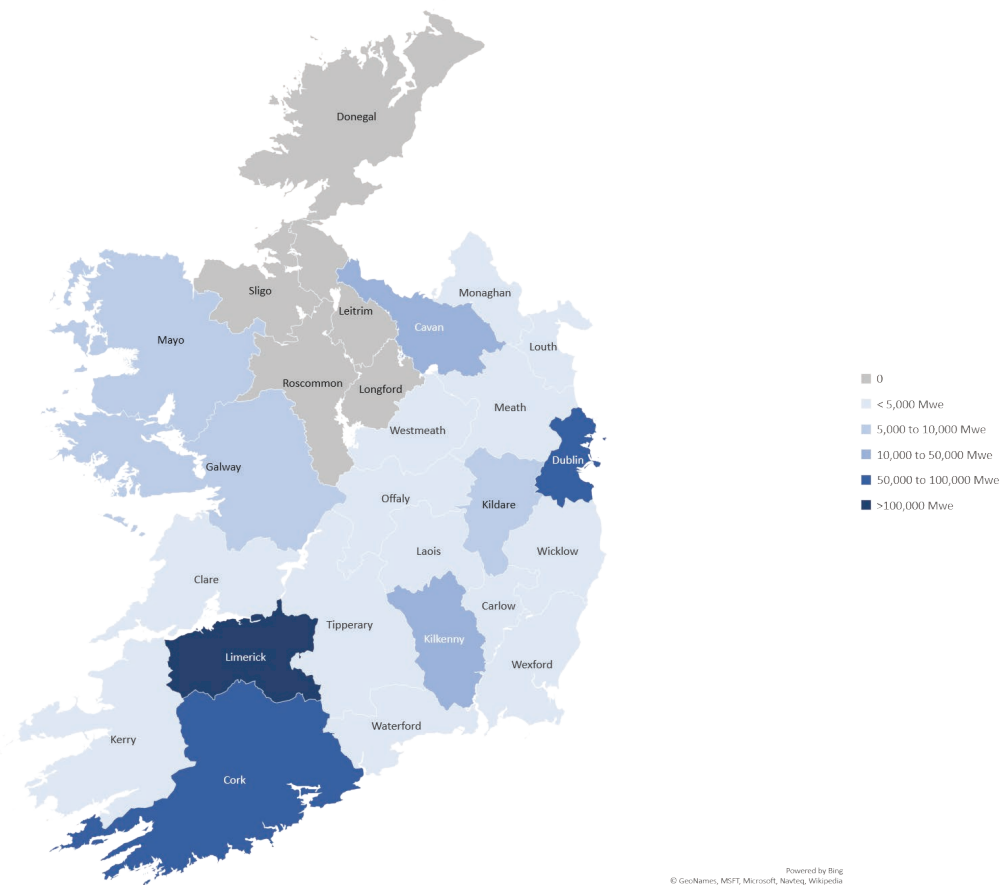 Donegal
Sligo
Leitrim
Monaghan
Cavan
Mayo
Louth
Roscommon
Longford
Meath
Westmeath
Dublin
Galway
Offaly
Kildare
Laois
Wicklow
Clare
Carlow
Tipperary
Kilkenny
Limerick
Wexford
Waterford
Kerry
Cork
0
< 5,000 Mwe
5,000 to 10,000 Mwe
10,000 to 50,000 Mwe
50,000 to 100,000 Mwe
>100,000 Mwe
Powered by Bing
© GeoNames, MSFT, Microsoft, Navteq, Wikipedia